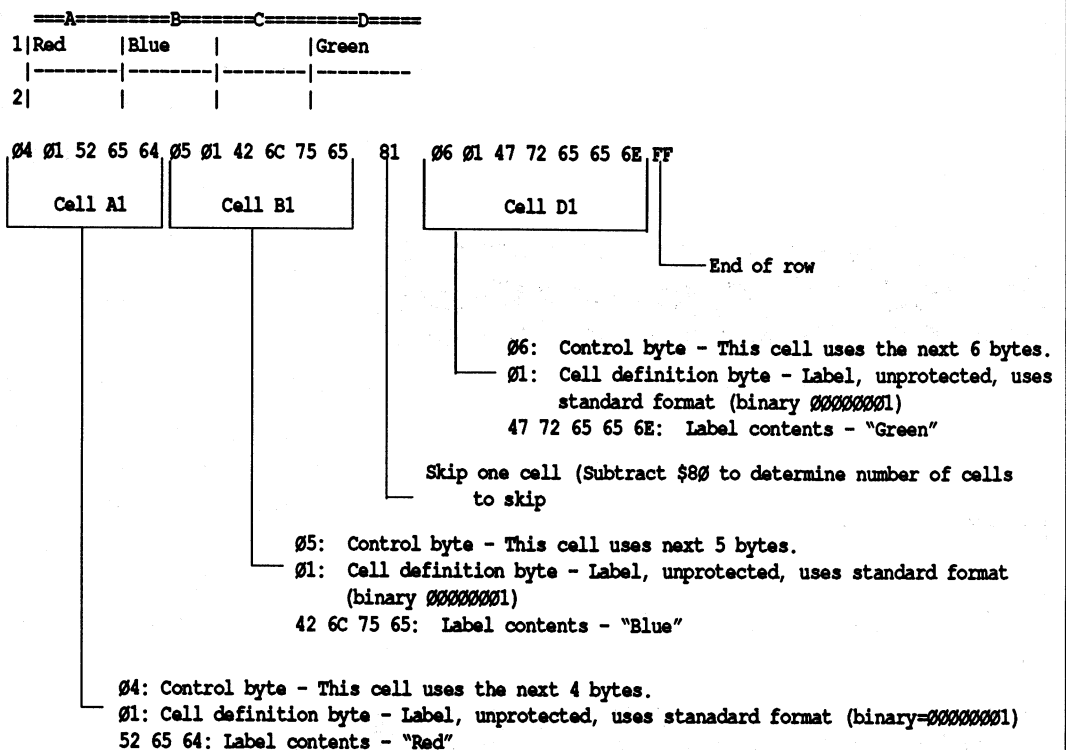 ===A=========B=======C=========D=====
1|Red |Blue | |Green
|--------|--------|--------|---------
2| | | |
Ø4 Ø1 52 65 64 Ø5 Ø1 42 6C 75 65 81 Ø6 Ø1 47 72 65 65 6E FF
Cell A1 Cell B1 Cell D1
End of row
Ø6: Control byte - This cell uses the next 6 bytes.
Ø1: Cell definition byte - Label, unprotected, uses
standard format (binary ØØØØØØØ1)
47 72 65 65 6E: Label contents - "Green"
Skip one cell (Subtract $8Ø to determine number of cells
to skip
Ø5: Control byte - This cell uses next 5 bytes.
Ø1: Cell definition byte - Label, unprotected, uses standard format
(binary ØØØØØØØ1)
42 6C 75 65: Label contents - "Blue"
Ø4: Control byte - This cell uses the next 4 bytes.
Ø1: Cell definition byte - Label, unprotected, uses stanadard format (binary=ØØØØØØØ1)
52 65 64: Label contents - "Red"